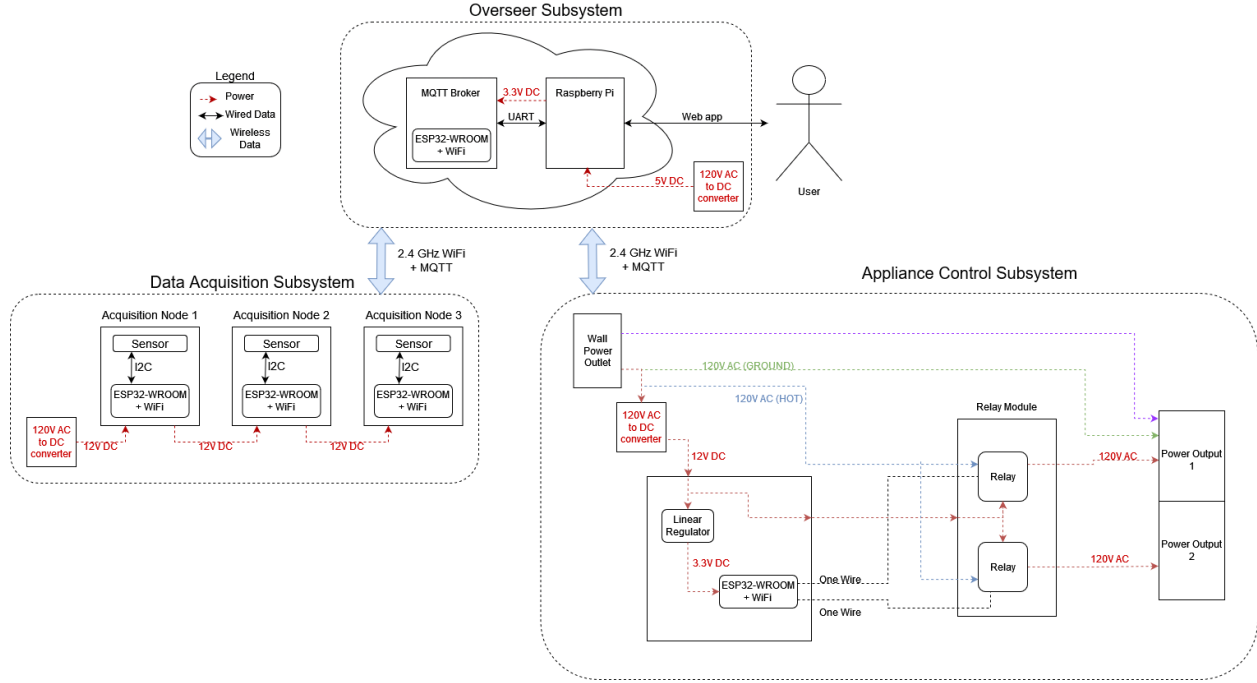 Overseer Subsystem
Legend
Power
Wired Data
Wireless
Data
MQTT Broker
3.3V DC
Raspberry Pi
UART
ESP32-WROOM
+ WiFi
Web app
5V DC
120V AC
to DC
converter
User
2.4 GHz WiFi
+ MQTT
2.4 GHz WiFi
+ MQTT
Data Acquisition Subsystem
Acquisition Node 1
Acquisition Node 2
Acquisition Node 3
Sensor
Sensor
Sensor
I2C
I2C
I2C
ESP32-WROOM
+ WiFi
ESP32-WROOM
+ WiFi
ESP32-WROOM
+ WiFi
120V AC
to DC
converter
12V DC
12V DC
12V DC
Appliance Control Subsystem
Wall
Power
Outlet
120V AC (GROUND)
120V AC (HOT)
120V AC
to DC
converter
12V DC
Relay Module
Linear
Regulator
3.3V DC
ESP32-WROOM
+ WiFi
One Wire
One Wire
Relay
Relay
120V AC
120V AC
Power Output
1
Power Output
2